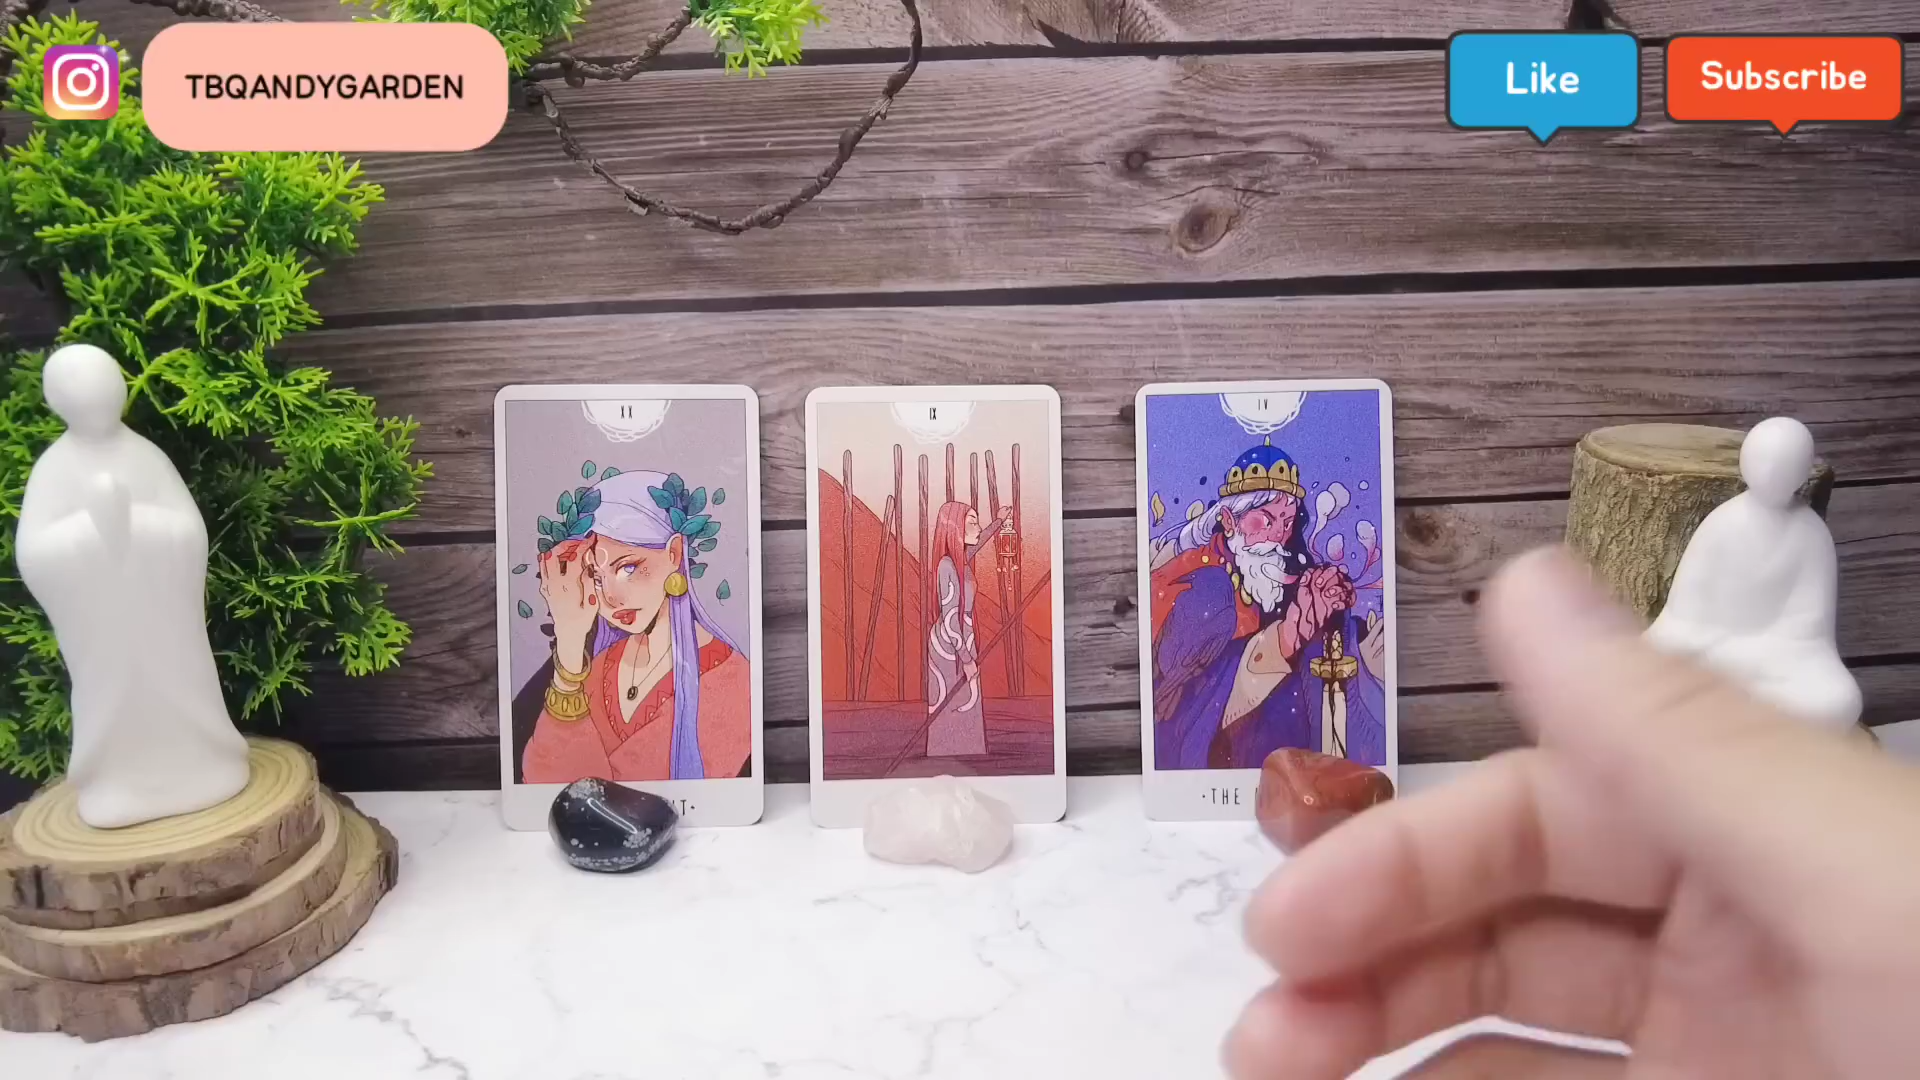 TBQANDYGARDEN
Like
Subscribe
XX
IX
IV
·THE